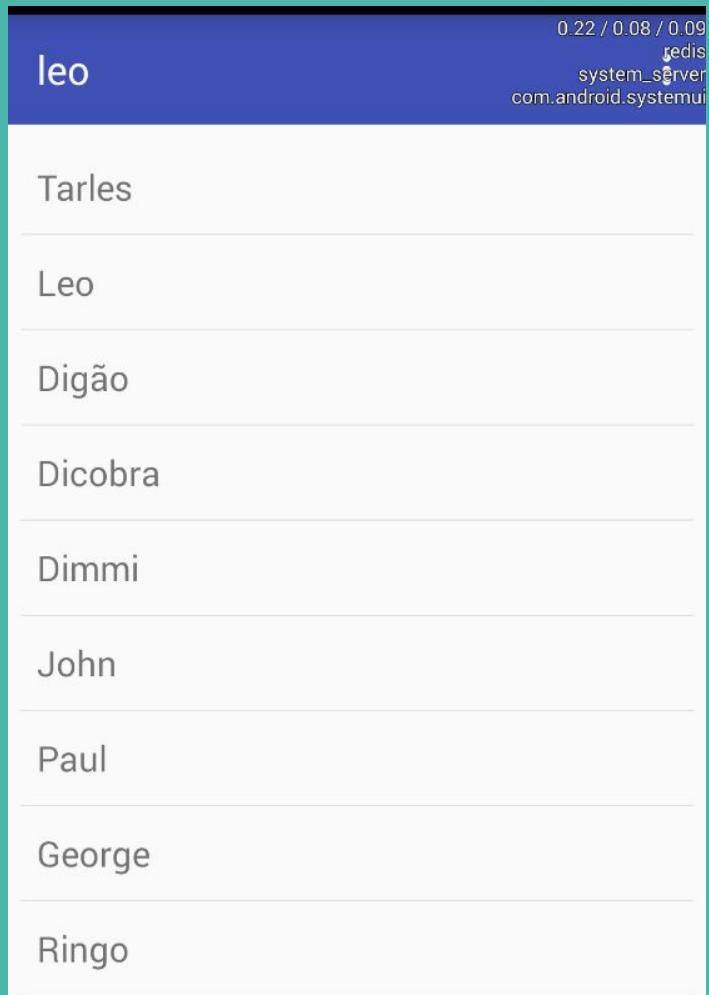 0.22 / 0.08 / 0.09
redis
leo
system_server
com.android.systemui
Tarles
Leo
Digão
Dicobra
Dimmi
John
Paul
George
Ringo